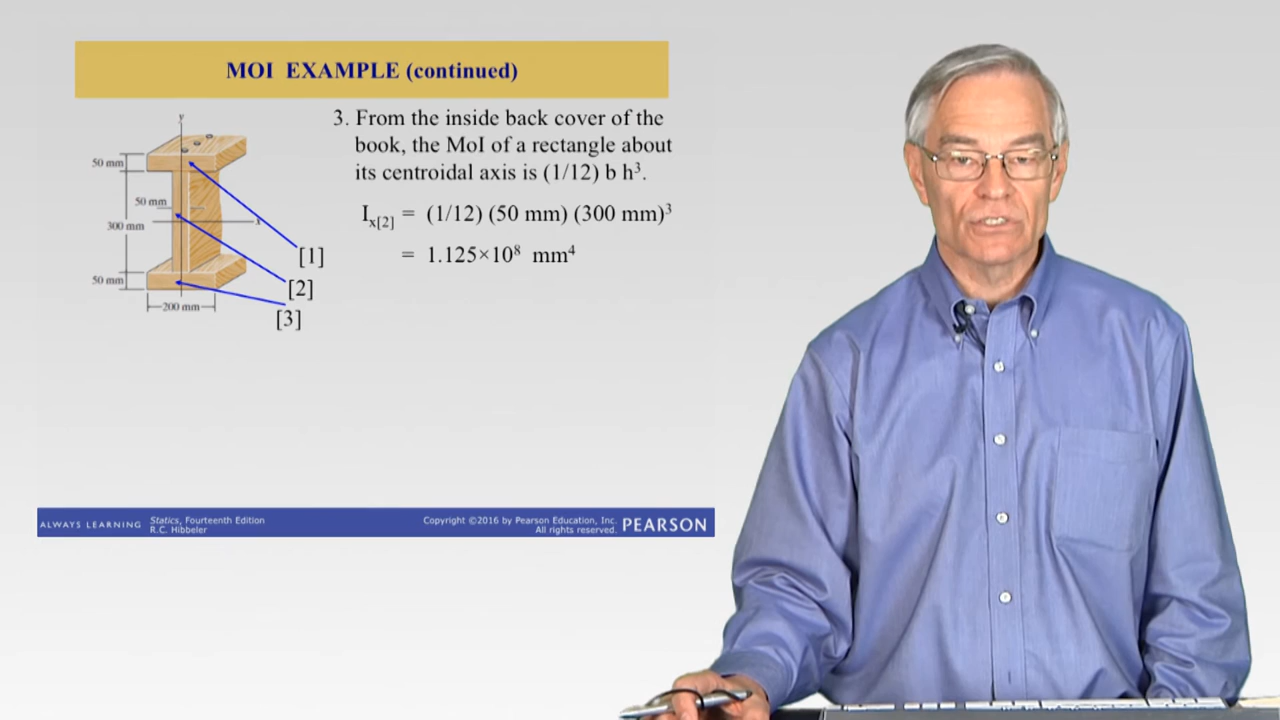 MOI EXAMPLE (continued)
3. From the inside back cover of the
book, the MoI of a rectangle about
its centroidal axis is (1/12) b h³.
Iₓ[2] = (1/12) (50 mm) (300 mm)³
= 1.125×10⁸ mm⁴
y
50 mm
50 mm
x
300 mm
50 mm
200 mm
[1]
[2]
[3]
ALWAYS LEARNING
Statics, Fourteenth Edition
R.C. Hibbeler
Copyright ©2016 by Pearson Education, Inc.
All rights reserved.
PEARSON